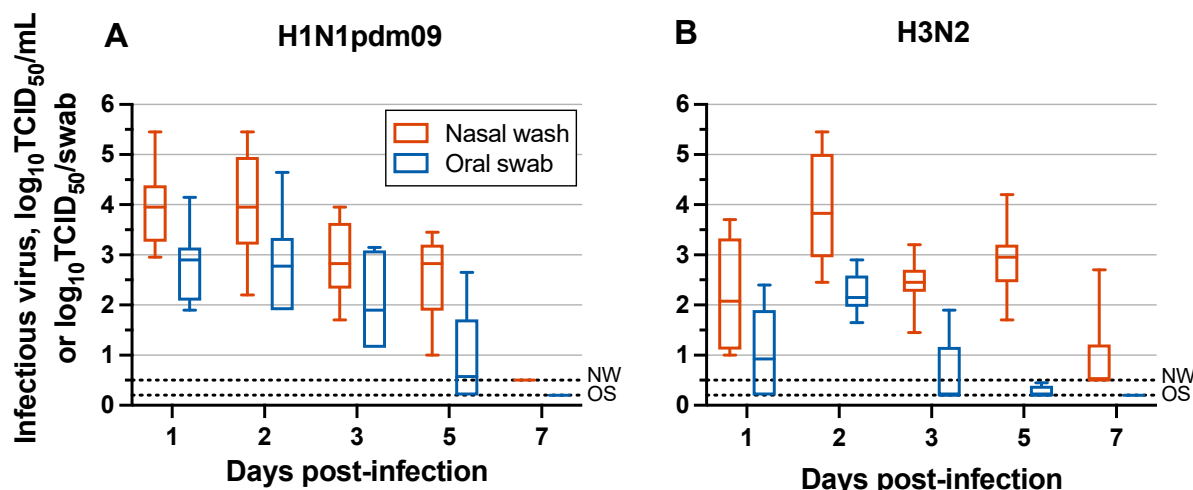 A
H1N1pdm09
Infectious virus, log₁₀TCID₅₀/mL
or log₁₀TCID₅₀/swab
6
5
4
3
2
1
0
Nasal wash
Oral swab
NW
OS
1 2 3 5 7
Days post-infection
B
H3N2
6
5
4
3
2
1
0
NW
OS
1 2 3 5 7
Days post-infection